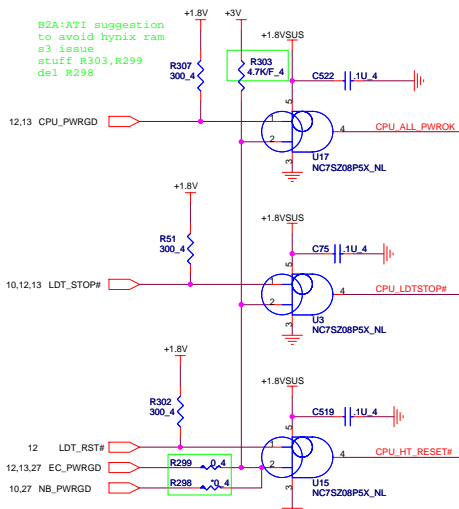 B2A:ATI suggestion
to avoid hynix ram
s3 issue
stuff R303,R299
del R298
+1.8V
+3V
+1.8VSUS
R307
300_4
R303
4.7K/F_4
C522
.1U_4
5
12,13 CPU_PWRGD
1
2
4
CPU_ALL_PWROK
3
U17
NC7SZ08P5X_NL
+1.8V
+1.8VSUS
R51
300_4
C75
.1U_4
5
10,12,13 LDT_STOP#
1
2
4
CPU_LDTSTOP#
3
U3
NC7SZ08P5X_NL
+1.8V
+1.8VSUS
R302
300_4
C519
.1U_4
5
12 LDT_RST#
1
4
CPU_HT_RESET#
12,13,27 EC_PWRGD
R299
0_4
2
10,27 NB_PWRGD
R298
*0_4
3
U15
NC7SZ08P5X_NL